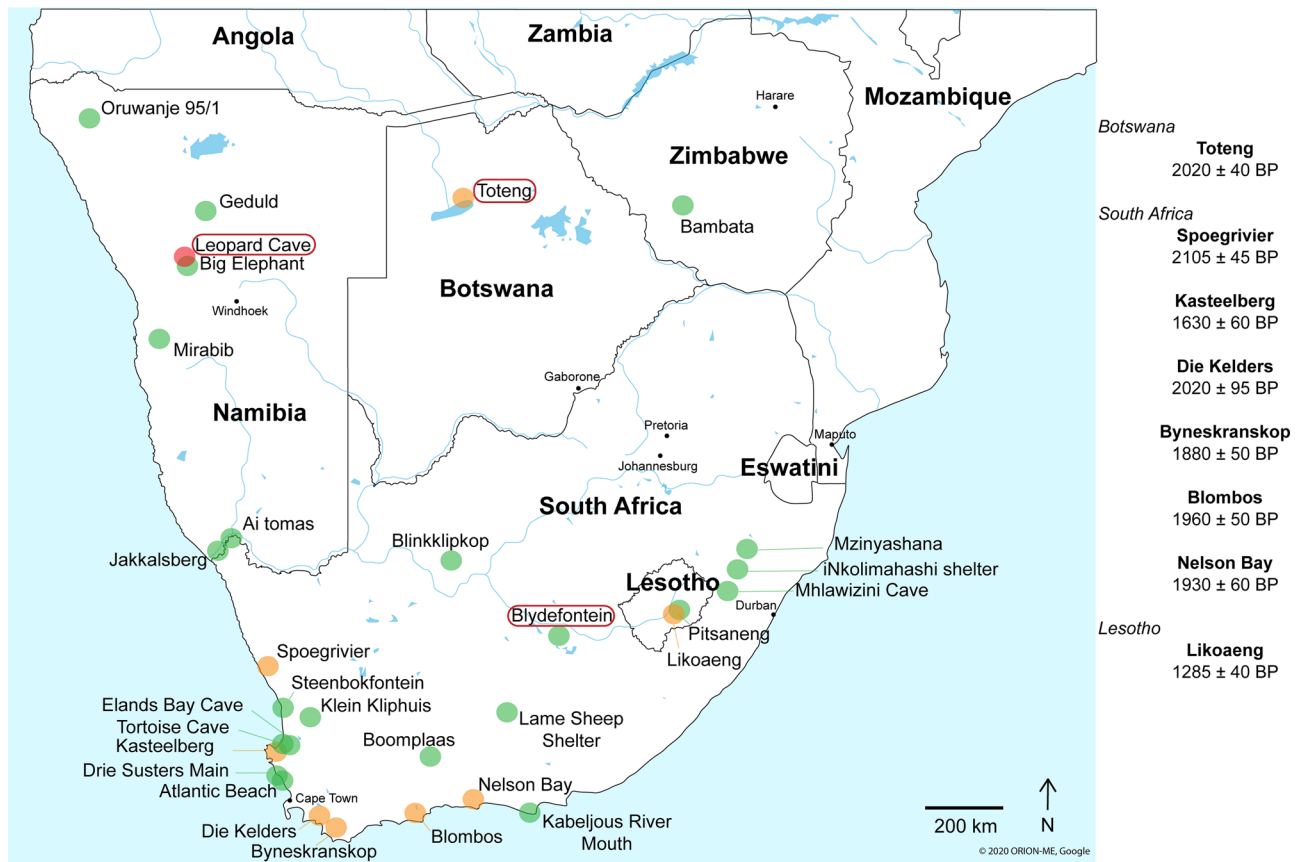 Angola
Zambia
Mozambique
Harare
Oruwanje 95/1
Zimbabwe
Toteng
Geduld
Bambata
Leopard Cave
Big Elephant
Botswana
Windhoek
Mirabib
Gaborone
Namibia
Pretoria
Maputo
Johannesburg
Eswatini
South Africa
Ai tomas
Jakkalsberg
Blinkklipkop
Mzinyashana
iNkolimahashi shelter
Mhlawizini Cave
Lesotho
Durban
Blydefontein
Pitsaneng
Likoaeng
Spoegrivier
Steenbokfontein
Elands Bay Cave
Klein Kliphuis
Tortoise Cave
Kasteelberg
Boomplaas
Lame Sheep
Shelter
Drie Susters Main
Atlantic Beach
Cape Town
Nelson Bay
Die Kelders
Byneskranskop
Blombos
Kabeljous River
Mouth
200 km
N
© 2020 ORION-ME, Google
Botswana
Toteng
2020 ± 40 BP
South Africa
Spoegrivier
2105 ± 45 BP
Kasteelberg
1630 ± 60 BP
Die Kelders
2020 ± 95 BP
Byneskranskop
1880 ± 50 BP
Blombos
1960 ± 50 BP
Nelson Bay
1930 ± 60 BP
Lesotho
Likoaeng
1285 ± 40 BP